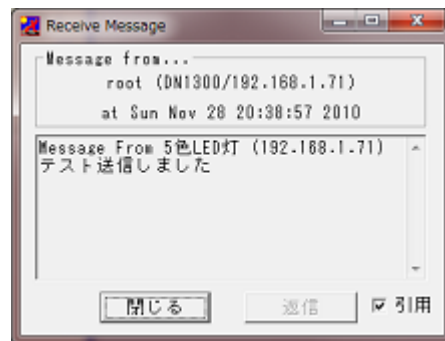 Receive Message
Message from...
root (DN1300/192.168.1.71)
at Sun Nov 28 20:38:57 2010
Message From 5色LED灯 (192.168.1.71)
テスト送信しました
閉じる
返信
引用